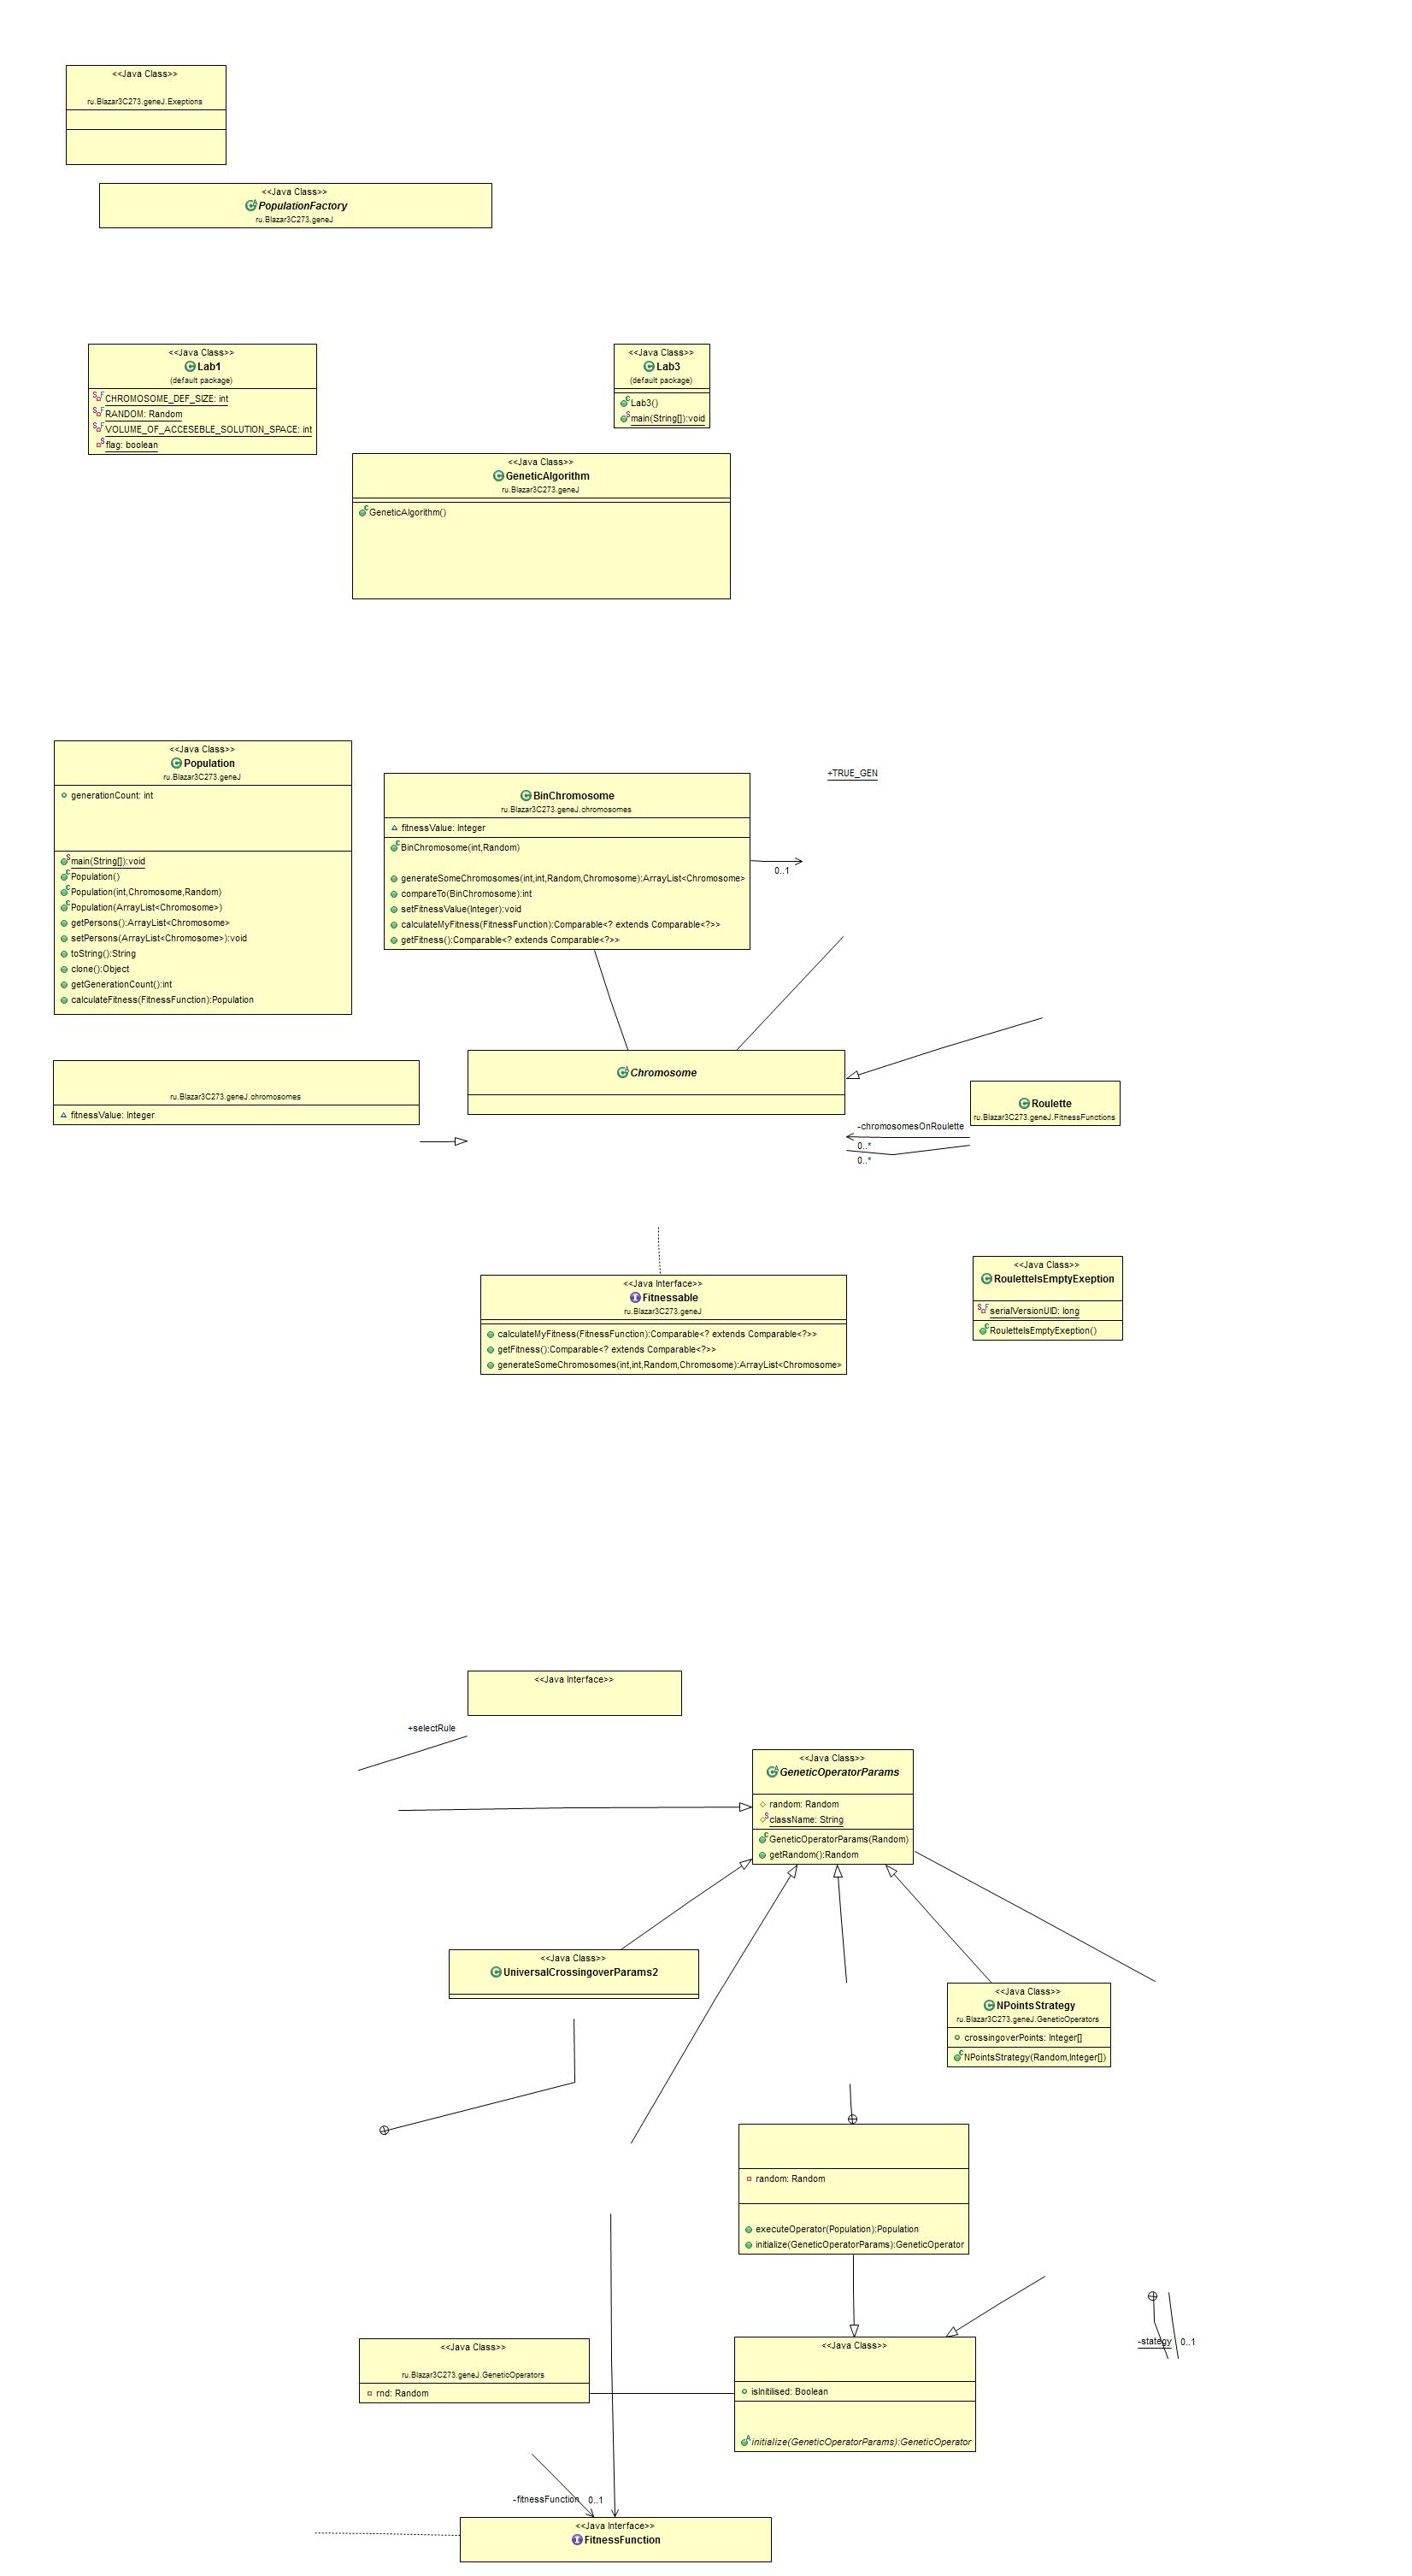 <<Java Class>>
ru.Blazar3C273.geneJ.Exeptions
<<Java Class>>
PopulationFactory
ru.Blazar3C273.geneJ
<<Java Class>>
Lab1
(default package)
CHROMOSOME_DEF_SIZE: int
RANDOM: Random
VOLUME_OF_ACCESEBLE_SOLUTION_SPACE: int
flag: boolean
<<Java Class>>
Lab3
(default package)
Lab3()
main(String[]):void
<<Java Class>>
GeneticAlgorithm
ru.Blazar3C273.geneJ
GeneticAlgorithm()
<<Java Class>>
Population
ru.Blazar3C273.geneJ
generationCount: int
main(String[]):void
Population()
Population(int,Chromosome,Random)
Population(ArrayList<Chromosome>)
getPersons():ArrayList<Chromosome>
setPersons(ArrayList<Chromosome>):void
toString():String
clone():Object
getGenerationCount():int
calculateFitness(FitnessFunction):Population
BinChromosome
ru.Blazar3C273.geneJ.chromosomes
fitnessValue: Integer
BinChromosome(int,Random)
generateSomeChromosomes(int,int,Random,Chromosome):ArrayList<Chromosome>
compareTo(BinChromosome):int
setFitnessValue(Integer):void
calculateMyFitness(FitnessFunction):Comparable<? extends Comparable<?>>
getFitness():Comparable<? extends Comparable<?>>
+TRUE_GEN
0..1
ru.Blazar3C273.geneJ.chromosomes
fitnessValue: Integer
Chromosome
Roulette
ru.Blazar3C273.geneJ.FitnessFunctions
-chromosomesOnRoulette
0..*
0..*
<<Java Interface>>
Fitnessable
ru.Blazar3C273.geneJ
calculateMyFitness(FitnessFunction):Comparable<? extends Comparable<?>>
getFitness():Comparable<? extends Comparable<?>>
generateSomeChromosomes(int,int,Random,Chromosome):ArrayList<Chromosome>
<<Java Class>>
RouletteIsEmptyExeption
serialVersionUID: long
RouletteIsEmptyExeption()
<<Java Interface>>
+selectRule
<<Java Class>>
GeneticOperatorParams
random: Random
className: String
GeneticOperatorParams(Random)
getRandom():Random
<<Java Class>>
UniversalCrossingoverParams2
<<Java Class>>
NPointsStrategy
ru.Blazar3C273.geneJ.GeneticOperators
crossingoverPoints: Integer[]
NPointsStrategy(Random,Integer[])
random: Random
executeOperator(Population):Population
initialize(GeneticOperatorParams):GeneticOperator
-stategy
0..1
<<Java Class>>
ru.Blazar3C273.geneJ.GeneticOperators
rnd: Random
<<Java Class>>
isInitilised: Boolean
initialize(GeneticOperatorParams):GeneticOperator
-fitnessFunction
0..1
<<Java Interface>>
FitnessFunction